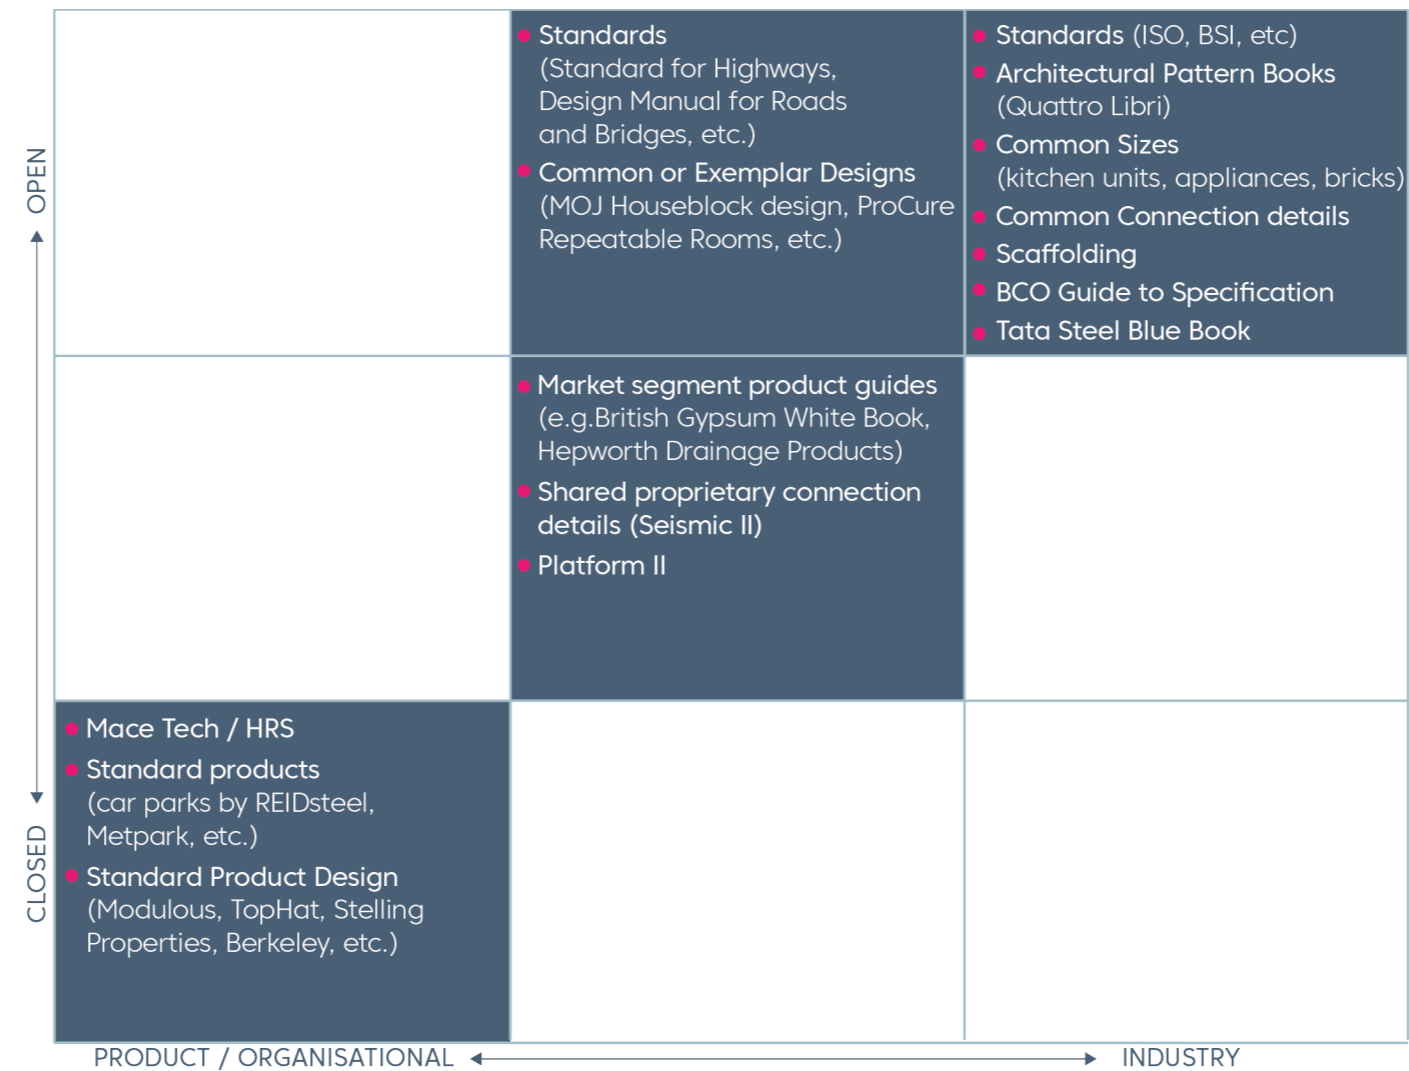 OPEN
CLOSED
Standards
(Standard for Highways,
Design Manual for Roads
and Bridges, etc.)
Common or Exemplar Designs
(MOJ Houseblock design, ProCure
Repeatable Rooms, etc.)
Standards (ISO, BSI, etc)
Architectural Pattern Books
(Quattro Libri)
Common Sizes
(kitchen units, appliances, bricks)
Common Connection details
Scaffolding
BCO Guide to Specification
Tata Steel Blue Book
Market segment product guides
(e.g.British Gypsum White Book,
Hepworth Drainage Products)
Shared proprietary connection
details (Seismic II)
Platform II
Mace Tech / HRS
Standard products
(car parks by REIDsteel,
Metpark, etc.)
Standard Product Design
(Modulous, TopHat, Stelling
Properties, Berkeley, etc.)
PRODUCT / ORGANISATIONAL
INDUSTRY